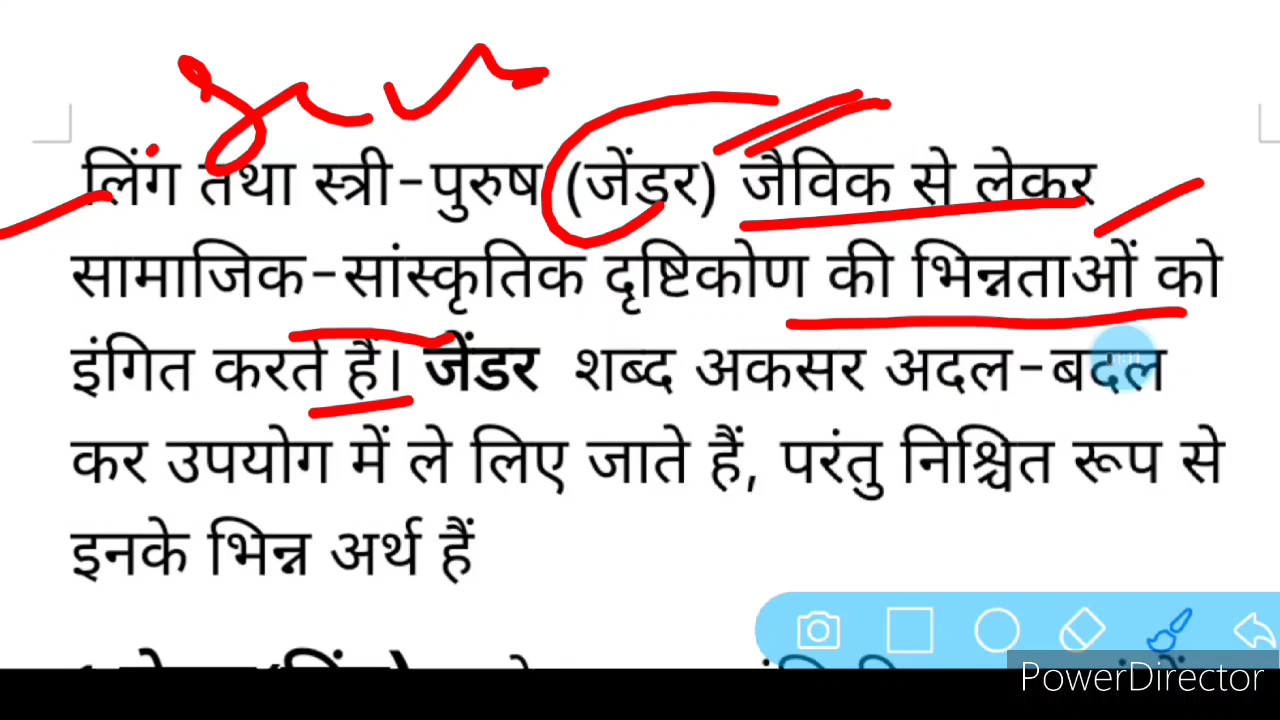 लिंग तथा स्त्री-पुरुष (जेंडर) जैविक से लेकर
सामाजिक-सांस्कृतिक दृष्टिकोण की भिन्नताओं को
इंगित करते है। जेंडर शब्द अकसर अदल-बदल
कर उपयोग में ले लिए जाते हैं, परंतु निश्चित रूप से
इनके भिन्न अर्थ हैं
PowerDirector